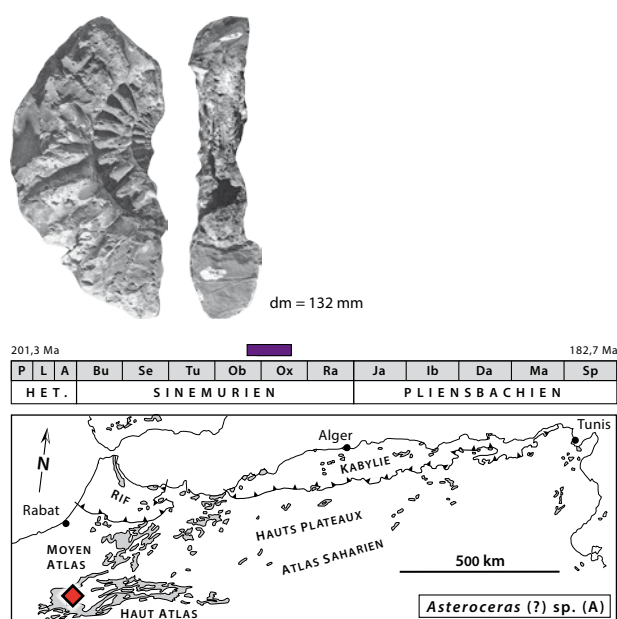 dm = 132 mm
201,3 Ma 182,7 Ma
P L A Bu Se Tu Ob Ox Ra Ja Ib Da Ma Sp
HET. SINEMURIEN PLIENSBACHIEN
Tunis
Alger
N
KABYLIE
RIF
Rabat
HAUTS PLATEAUX
MOYEN
ATLAS
ATLAS SAHARIEN
500 km
HAUT ATLAS
Asteroceras (?) sp. (A)